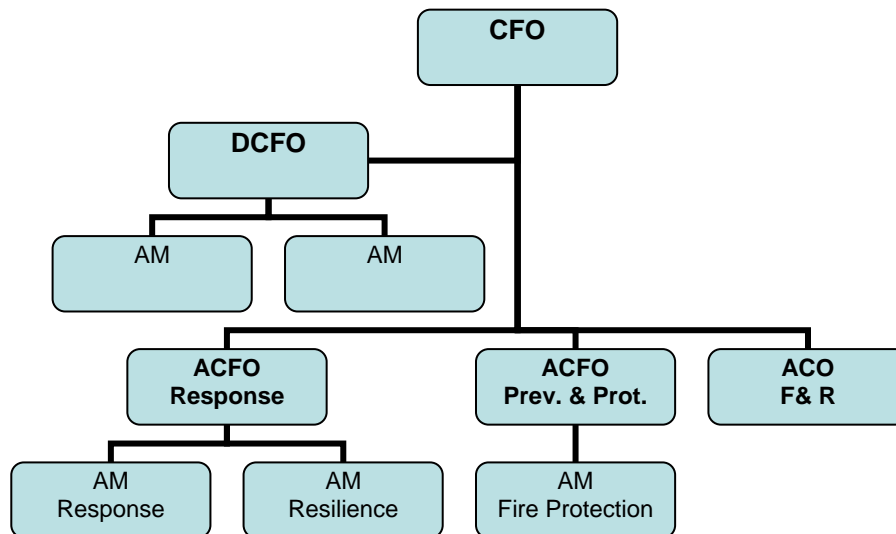 CFO
DCFO
AM
AM
ACFO
Response
ACFO
Prev. & Prot.
ACO
F& R
AM
Response
AM
Resilience
AM
Fire Protection